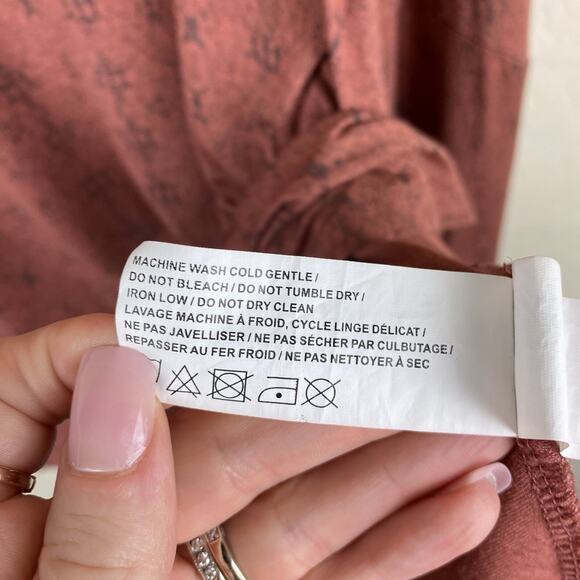 MACHINE WASH COLD GENTLE /
DO NOT BLEACH / DO NOT TUMBLE DRY /
IRON LOW / DO NOT DRY CLEAN
LAVAGE MACHINE À FROID, CYCLE LINGE DÉLICAT /
NE PAS JAVELLISER / NE PAS SÉCHER PAR CULBUTAGE /
REPASSER AU FER FROID / NE PAS NETTOYER À SEC